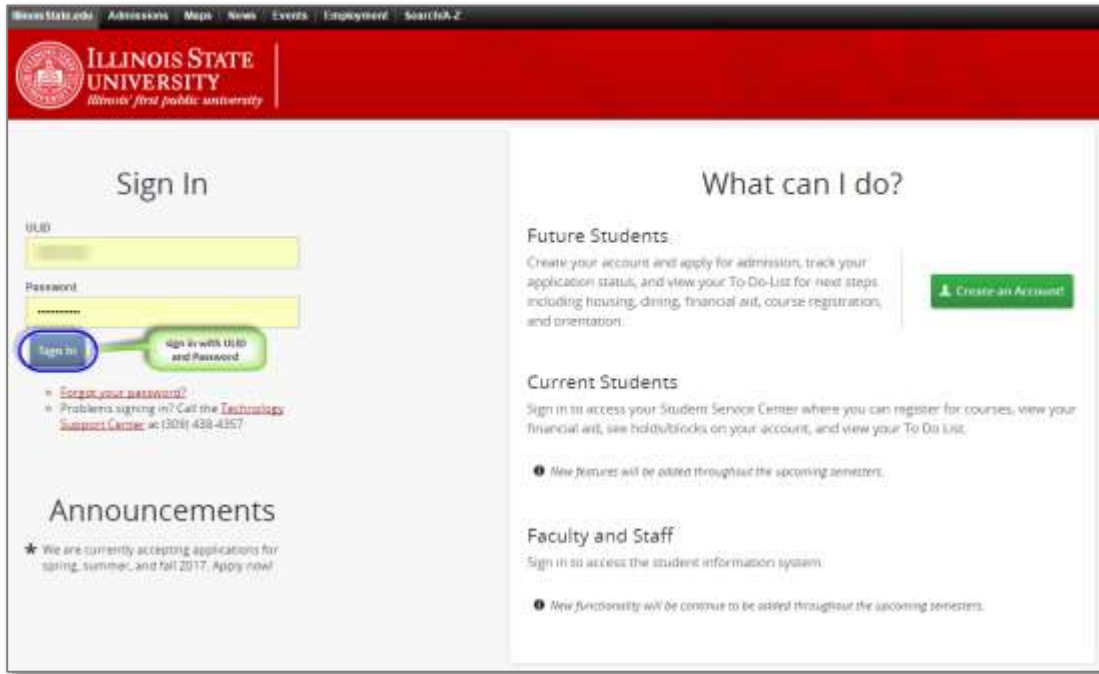 IllinoisState.edu Admissions Maps News Events Employment Search/A-Z
ILLINOIS STATE
UNIVERSITY
Illinois' first public university
Sign In
ULID
Password
Sign In
sign in with ULID
and Password
Forgot your password?
Problems signing in? Call the Technology
Support Center at (309) 438-4357
Announcements
We are currently accepting applications for
spring, summer, and fall 2017. Apply now!
What can I do?
Future Students
Create your account and apply for admission, track your
application status, and view your To-Do-List for next steps
including housing, dining, financial aid, course registration,
and orientation.
Create an Account!
Current Students
Sign in to access your Student Service Center where you can register for courses, view your
financial aid, see holds/blocks on your account, and view your To Do List.
New features will be added throughout the upcoming semesters.
Faculty and Staff
Sign in to access the student information system.
New functionality will be continue to be added throughout the upcoming semesters.